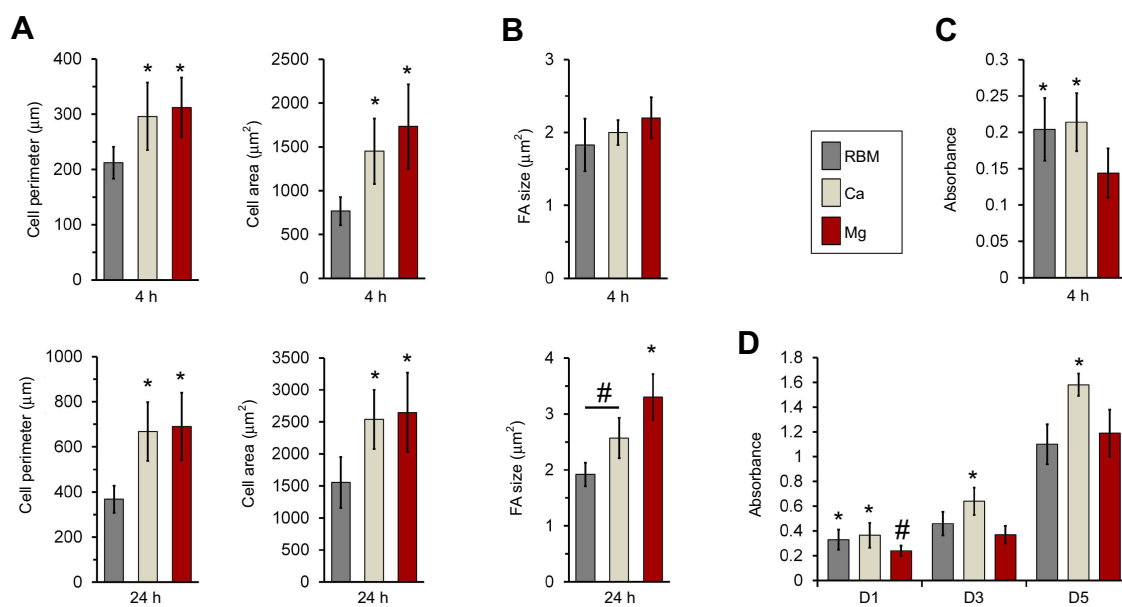 A
Cell perimeter (μm)
400
300
200
100
0
* *
4 h
Cell area (μm²)
2500
2000
1500
1000
500
0
* *
4 h
B
FA size (μm²)
3
2
1
0
4 h
RBM
Ca
Mg
C
Absorbance
0.3
0.25
0.2
0.15
0.1
0.05
0
* *
4 h
Cell perimeter (μm)
1000
800
600
400
200
0
* *
24 h
Cell area (μm²)
3500
3000
2500
2000
1500
1000
500
0
* *
24 h
FA size (μm²)
4
3
2
1
0
# *
24 h
D
Absorbance
1.8
1.6
1.4
1.2
1
0.8
0.6
0.4
0.2
0
* * # * *
D1 D3 D5